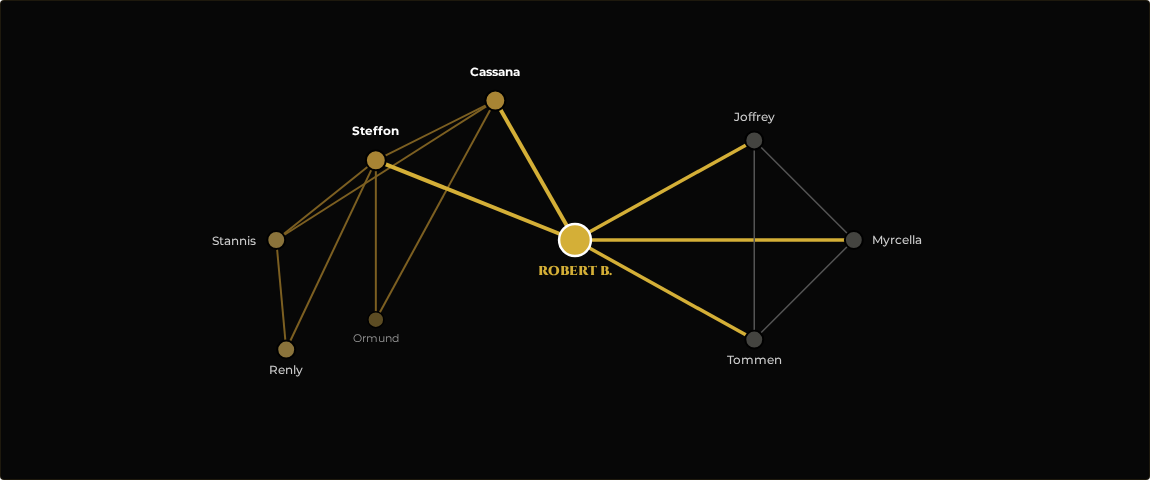 Cassana
Joffrey
Steffon
Stannis
Myrcella
ROBERT B.
Ormund
Tommen
Renly